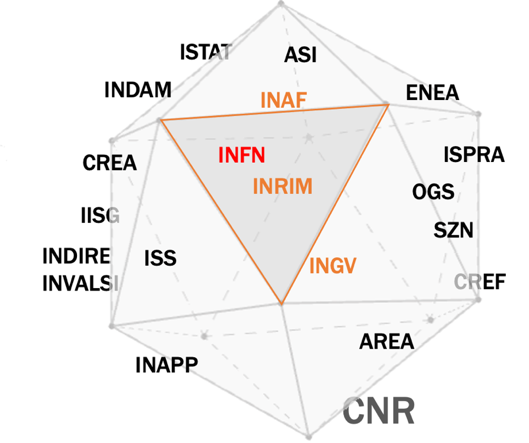 ISTAT
ASI
INDAM
INAF
ENEA
CREA
INFN
ISPRA
INRIM
OGS
IISG
SZN
INDIRE
ISS
INGV
INVALSI
CREF
INAPP
AREA
CNR